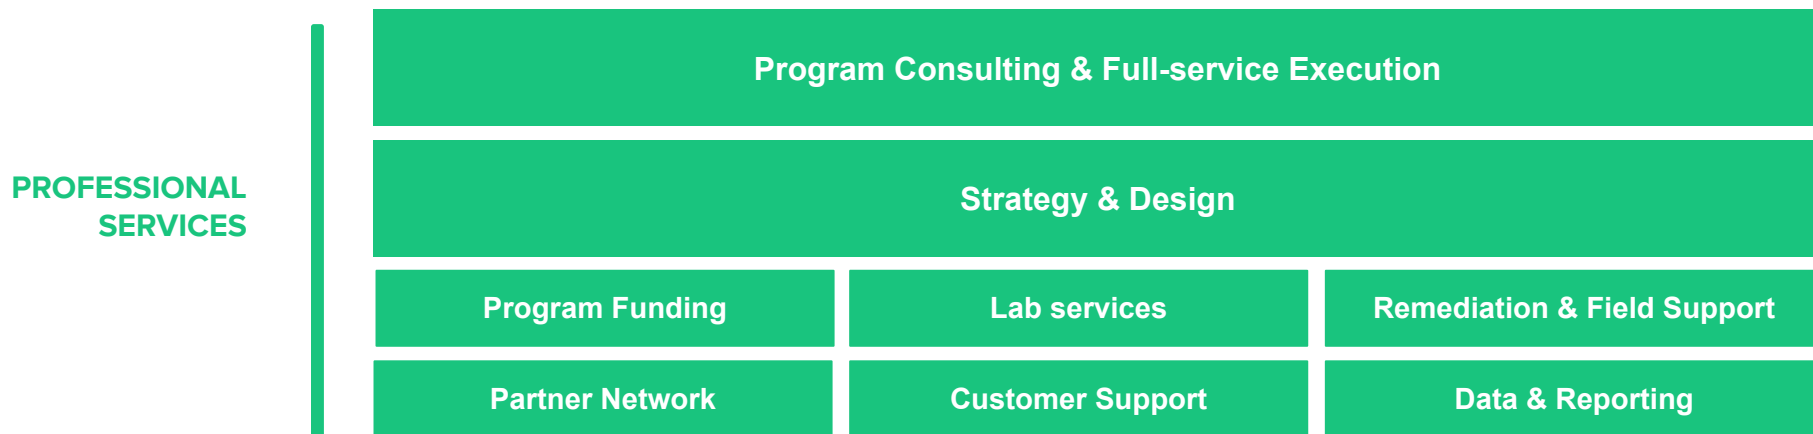 PROFESSIONAL
SERVICES
Program Consulting & Full-service Execution
Strategy & Design
Program Funding
Lab services
Remediation & Field Support
Partner Network
Customer Support
Data & Reporting